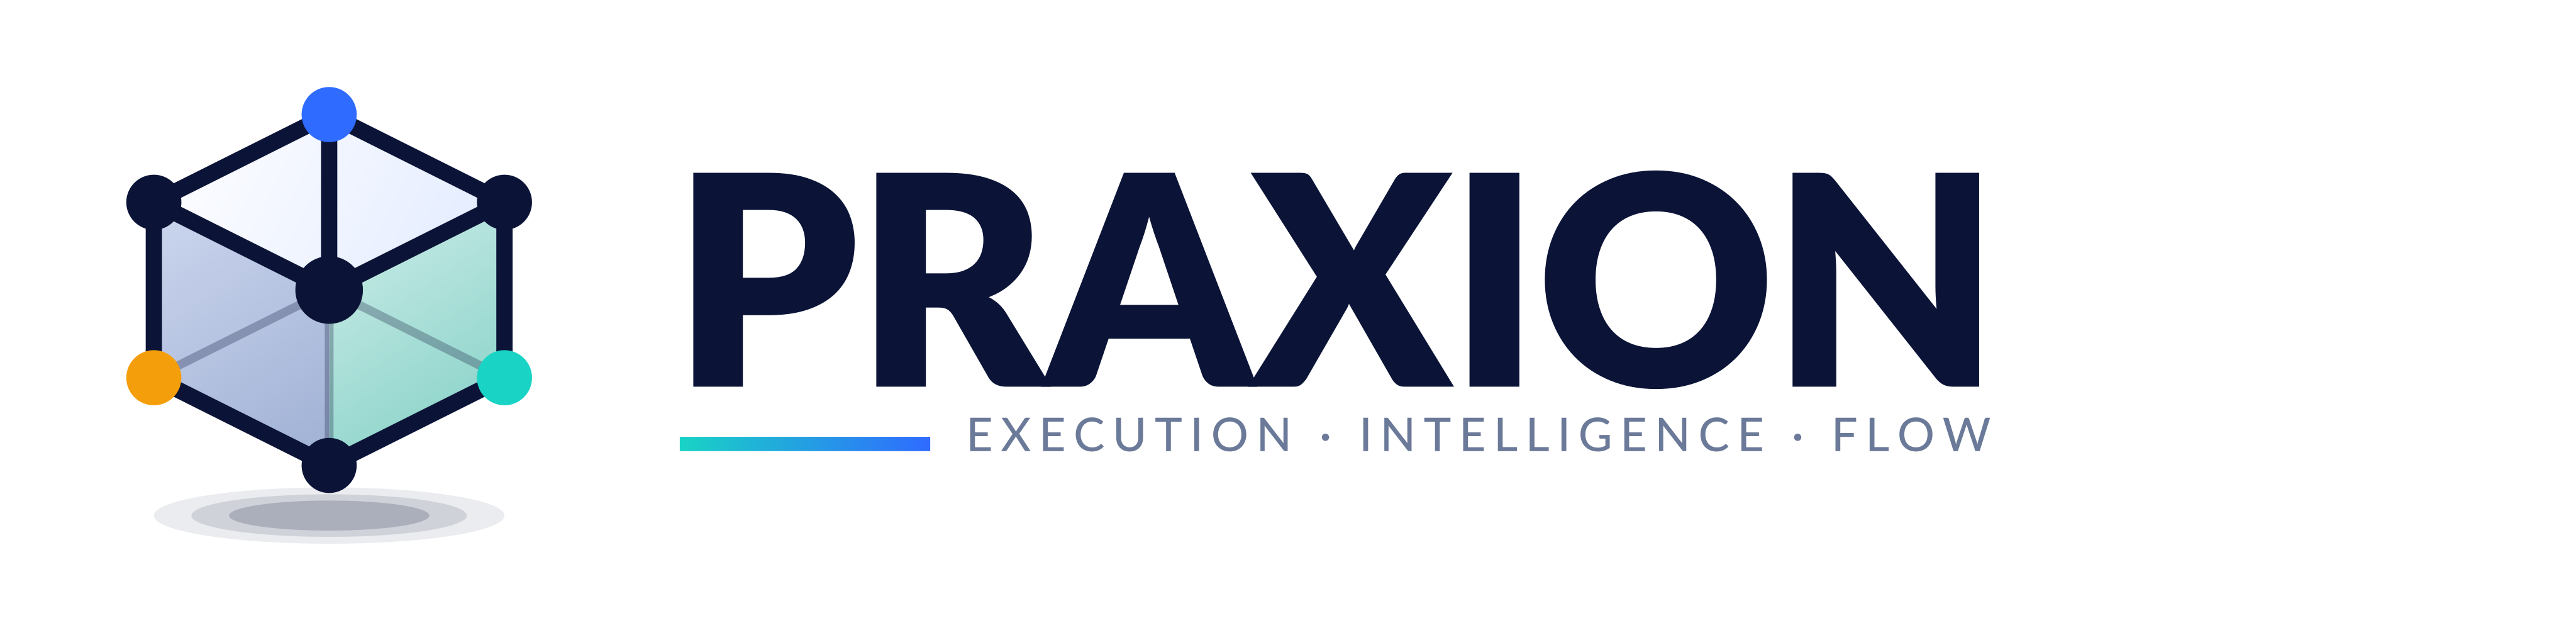 PRAXION
EXECUTION · INTELLIGENCE · FLOW